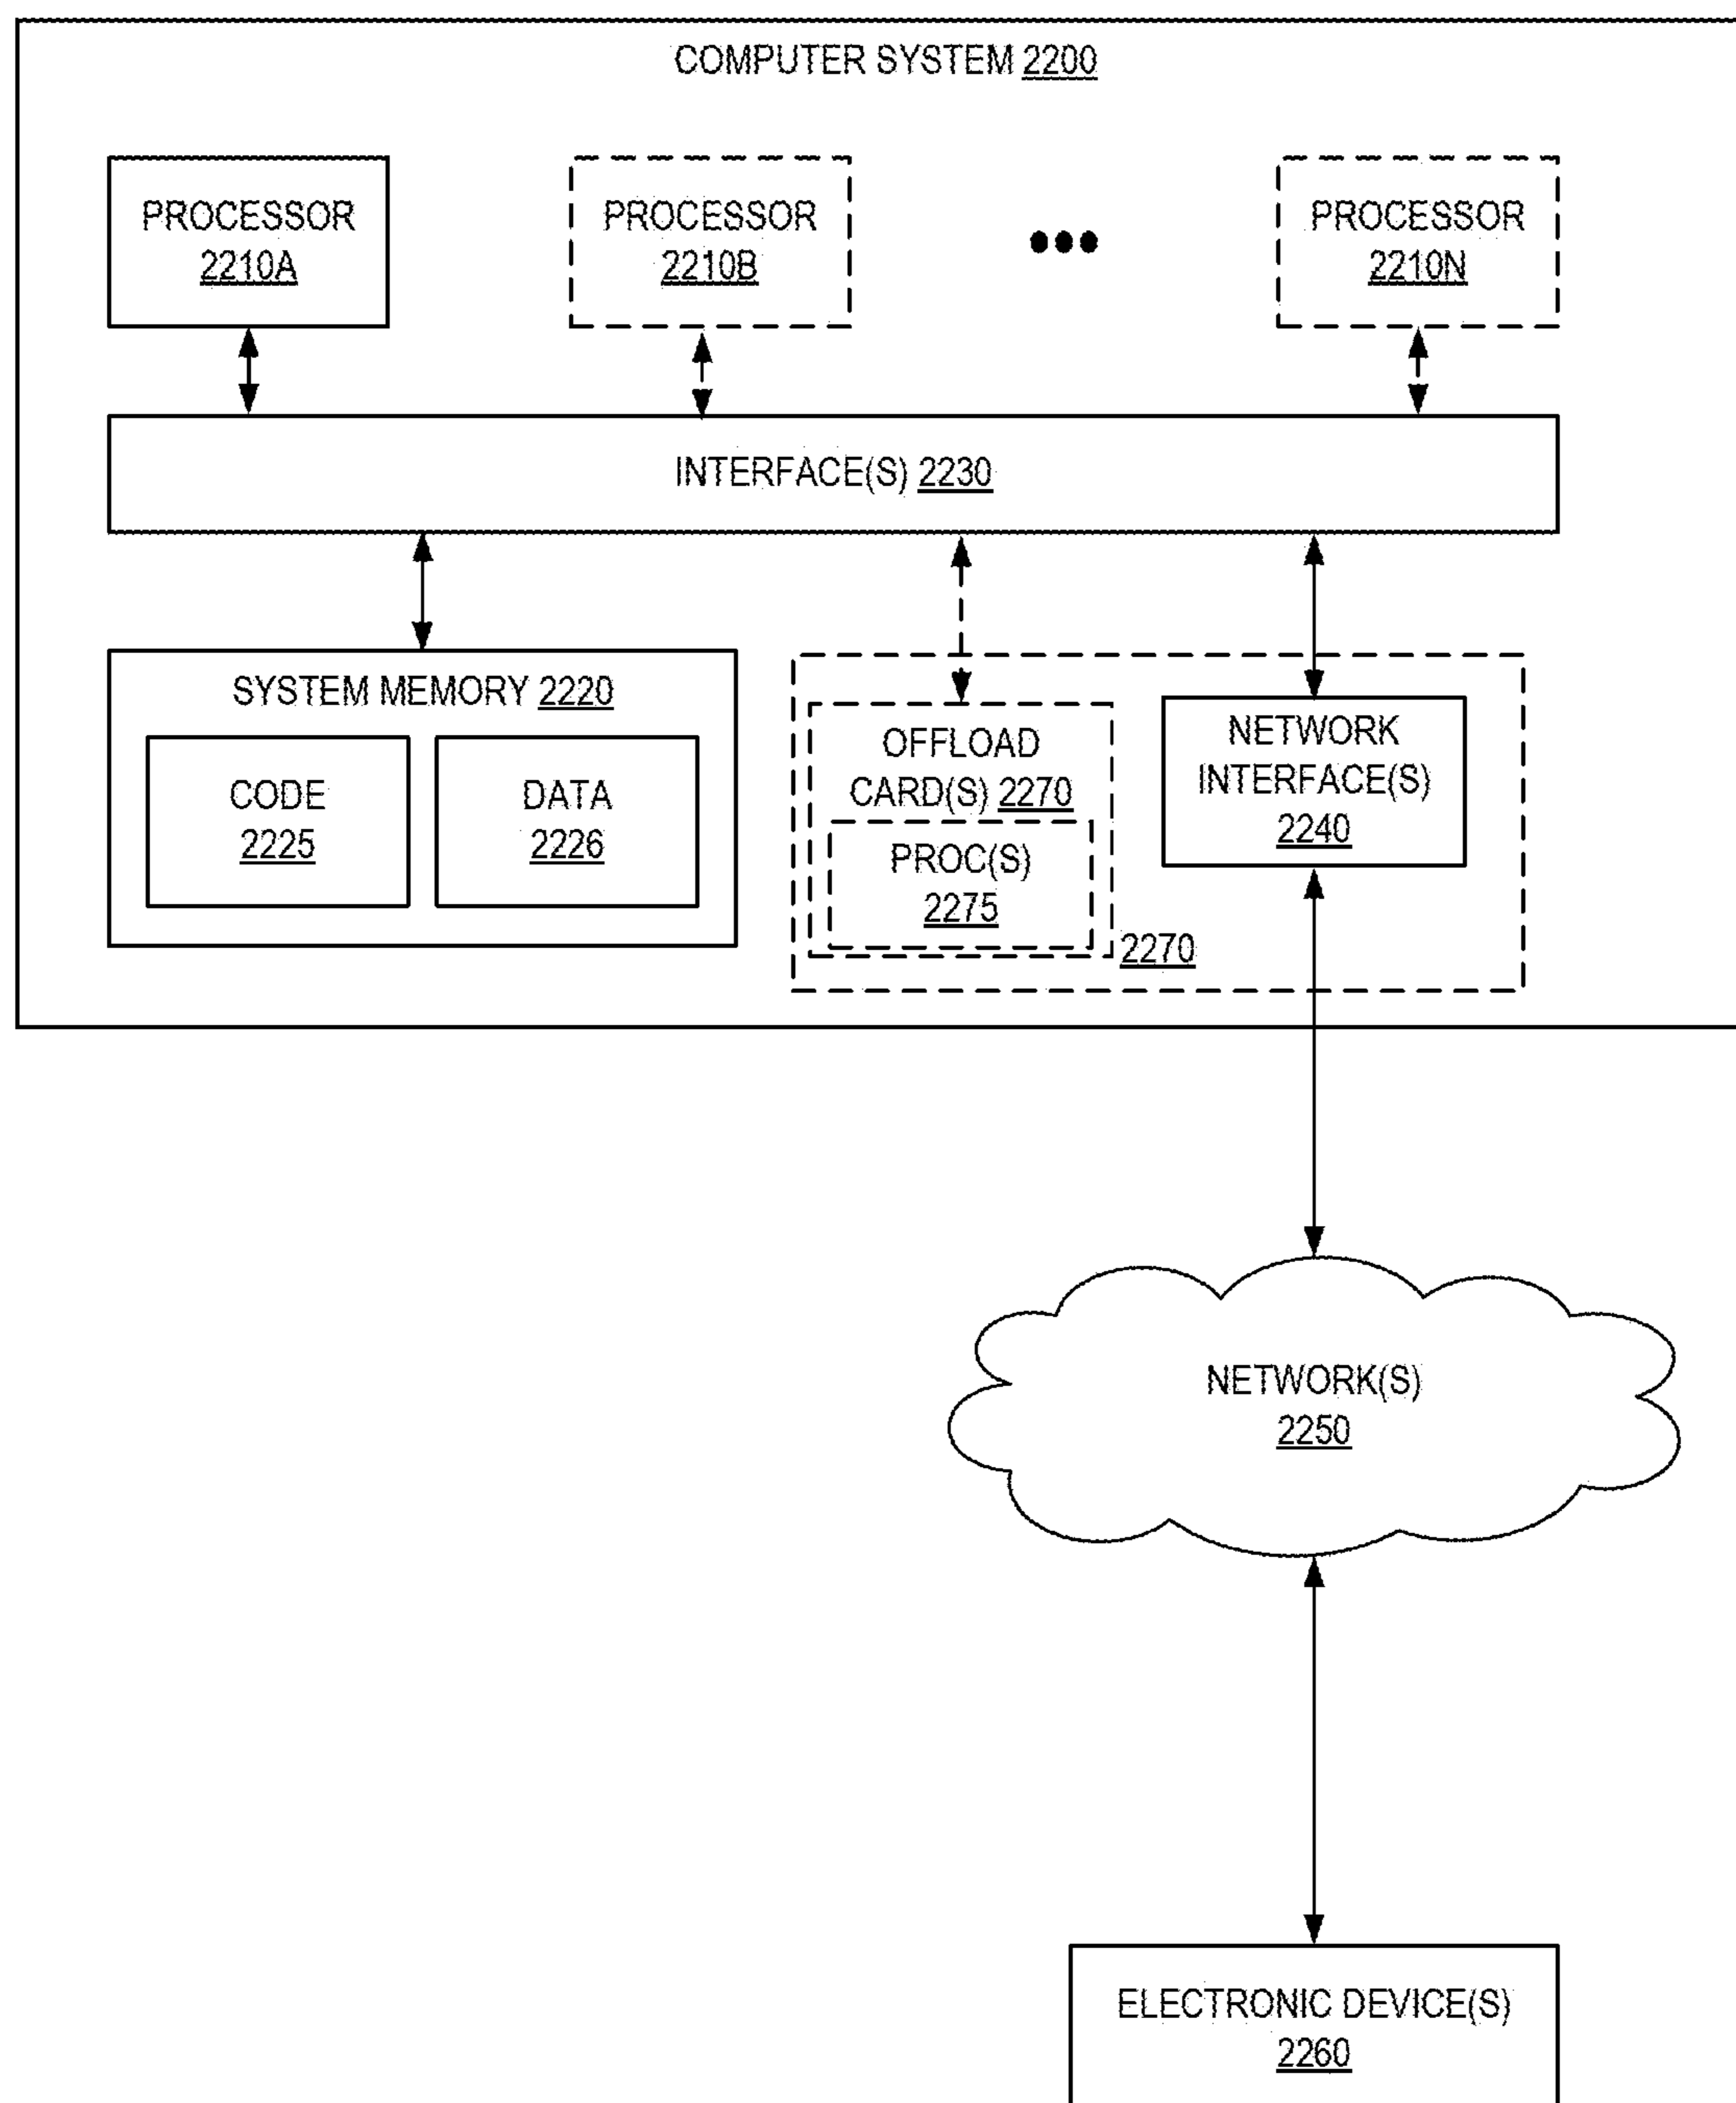 COMPUTER SYSTEM 2200
PROCESSOR
2210A
PROCESSOR
2210B
PROCESSOR
2210N
INTERFACE(S) 2230
SYSTEM MEMORY 2220
CODE
2225
DATA
2226
OFFLOAD
CARD(S) 2270
PROC(S)
2275
2270
NETWORK
INTERFACE(S)
2240
NETWORK(S)
2250
ELECTRONIC DEVICE(S)
2260